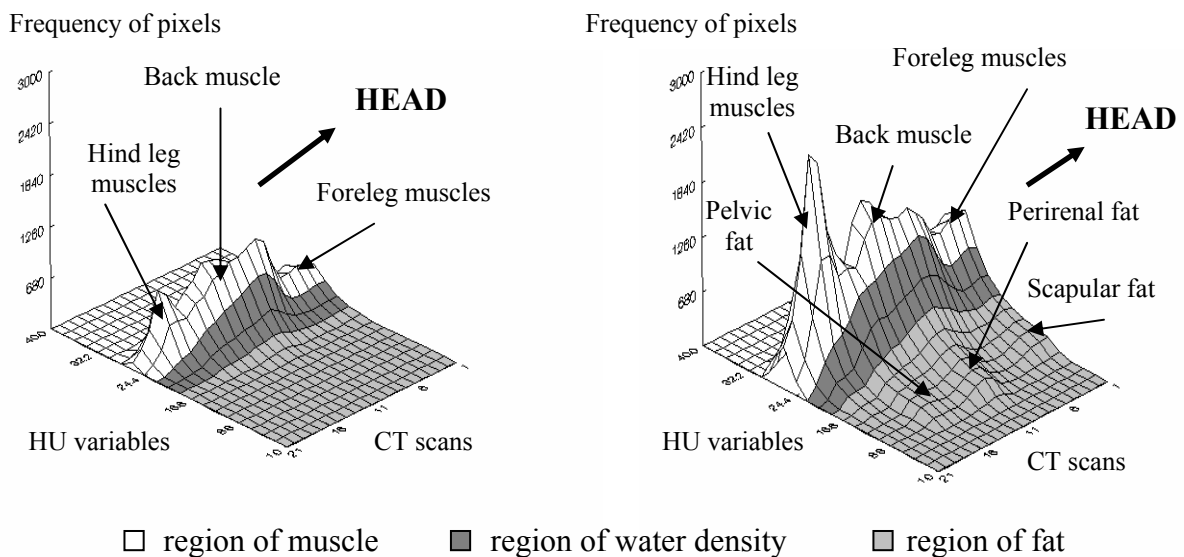 Frequency of pixels
3000
2420
1840
1260
680
Back muscle
HEAD
Hind leg
muscles
Foreleg muscles
40.0
32.2
24.4
16.6
8.8
1.0
21
16
11
6
1
HU variables
CT scans
Frequency of pixels
3000
2420
1840
1260
680
Hind leg
muscles
Foreleg muscles
Back muscle
HEAD
Pelvic
fat
Perirenal fat
Scapular fat
40.0
32.2
24.4
16.6
8.8
1.0
21
16
11
6
1
HU variables
CT scans
region of muscle
region of water density
region of fat